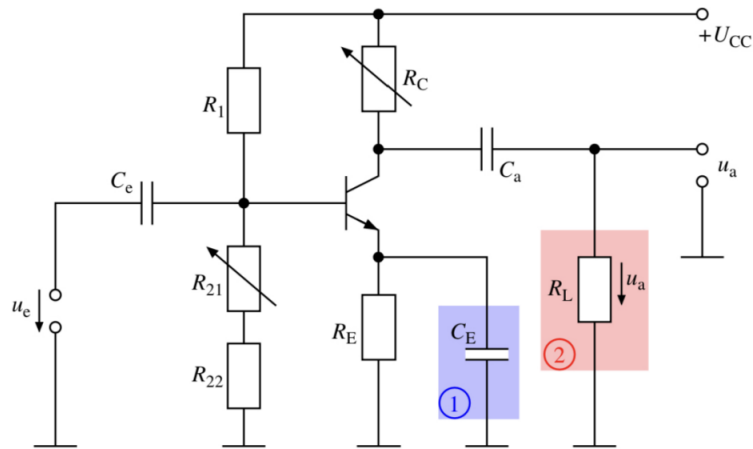 +U_CC
R_C
R_1
C_e
C_a
u_a
R_21
u_e
R_L
u_a
R_E
C_E
2
R_22
1